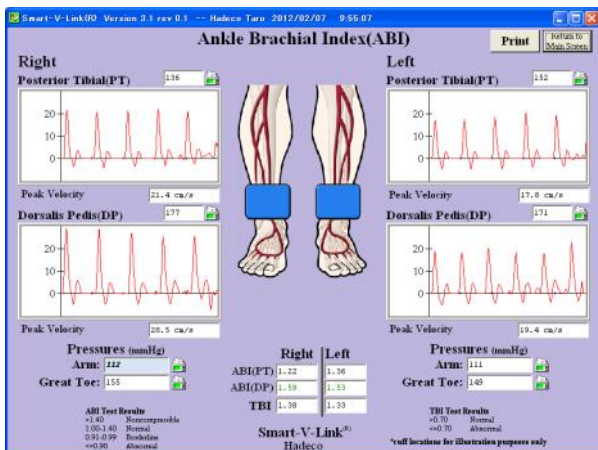 Smart-V-Link(R) Version 3.1 rev 0.1 -- Hadeco Taro 2012/02/07 9:55:07
Ankle Brachial Index(ABI)
Print
Return to
Main Screen
Right
Posterior Tibial(PT) 136
20
10
0
Peak Velocity 21.4 cm/s
Dorsalis Pedis(DP) 177
20
10
0
Peak Velocity 28.5 cm/s
Pressures (mmHg)
Arm: 112
Great Toe: 155
ABI Test Results
>1.40 Noncompressible
1.00-1.40 Normal
0.91-0.99 Borderline
<=0.90 Abnormal
Right Left
ABI(PT) 1.22 1.36
ABI(DP) 1.59 1.53
TBI 1.38 1.33
Smart-V-Link(R)
Hadeco
Left
Posterior Tibial(PT) 152
20
10
0
Peak Velocity 17.8 cm/s
Dorsalis Pedis(DP) 171
20
10
0
Peak Velocity 19.4 cm/s
Pressures (mmHg)
Arm: 111
Great Toe: 149
TBI Test Results
>0.70 Normal
<=0.70 Abnormal
*cuff locations for illustration purposes only